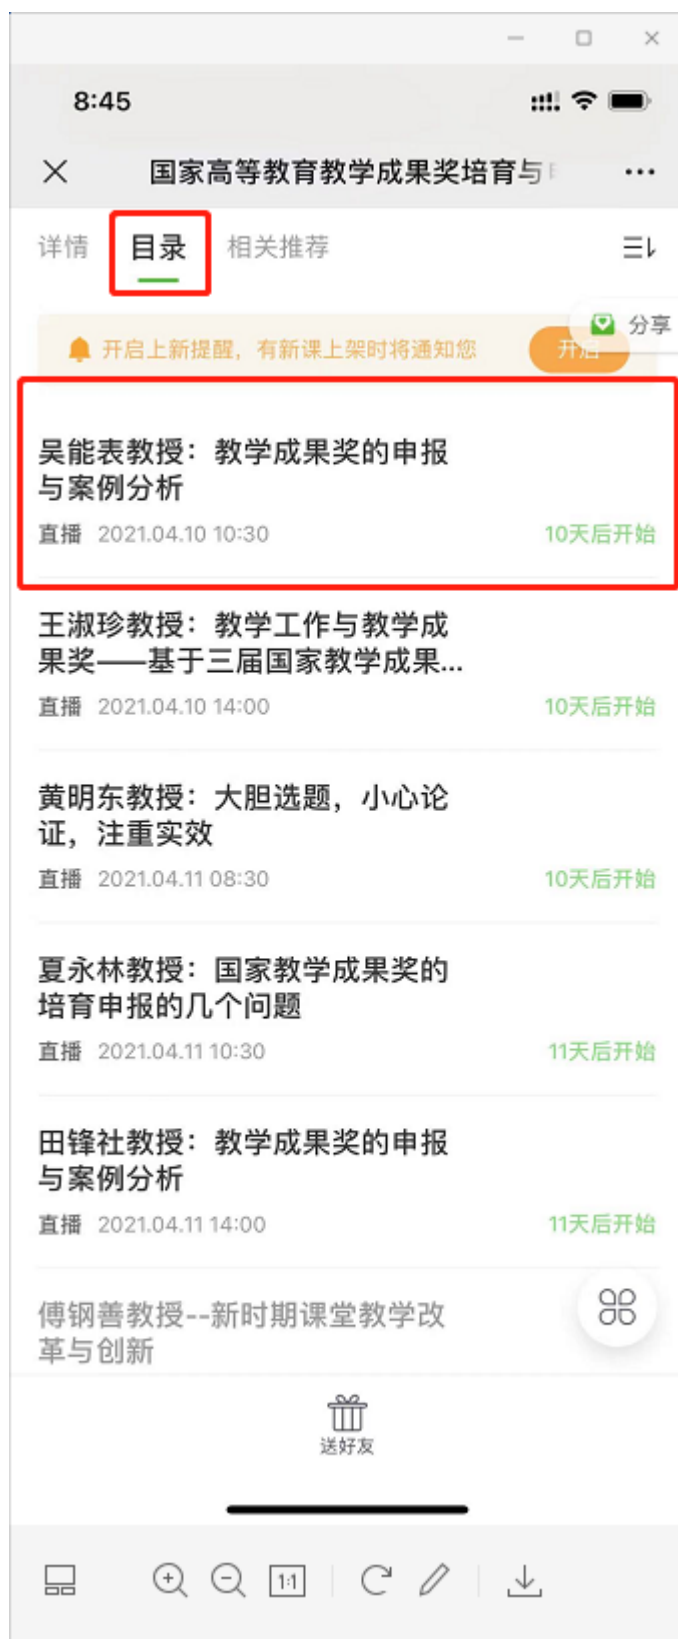 8:45
国家高等教育教学成果奖培育与
详情 目录 相关推荐
分享
开启上新提醒，有新课上架时将通知您 开启
吴能表教授：教学成果奖的申报
与案例分析
直播 2021.04.10 10:30 10天后开始
王淑珍教授：教学工作与教学成
果奖——基于三届国家教学成果...
直播 2021.04.10 14:00 10天后开始
黄明东教授：大胆选题，小心论
证，注重实效
直播 2021.04.11 08:30 10天后开始
夏永林教授：国家教学成果奖的
培育申报的几个问题
直播 2021.04.11 10:30 11天后开始
田锋社教授：教学成果奖的申报
与案例分析
直播 2021.04.11 14:00 11天后开始
傅钢善教授--新时期课堂教学改
革与创新
送好友
1:1